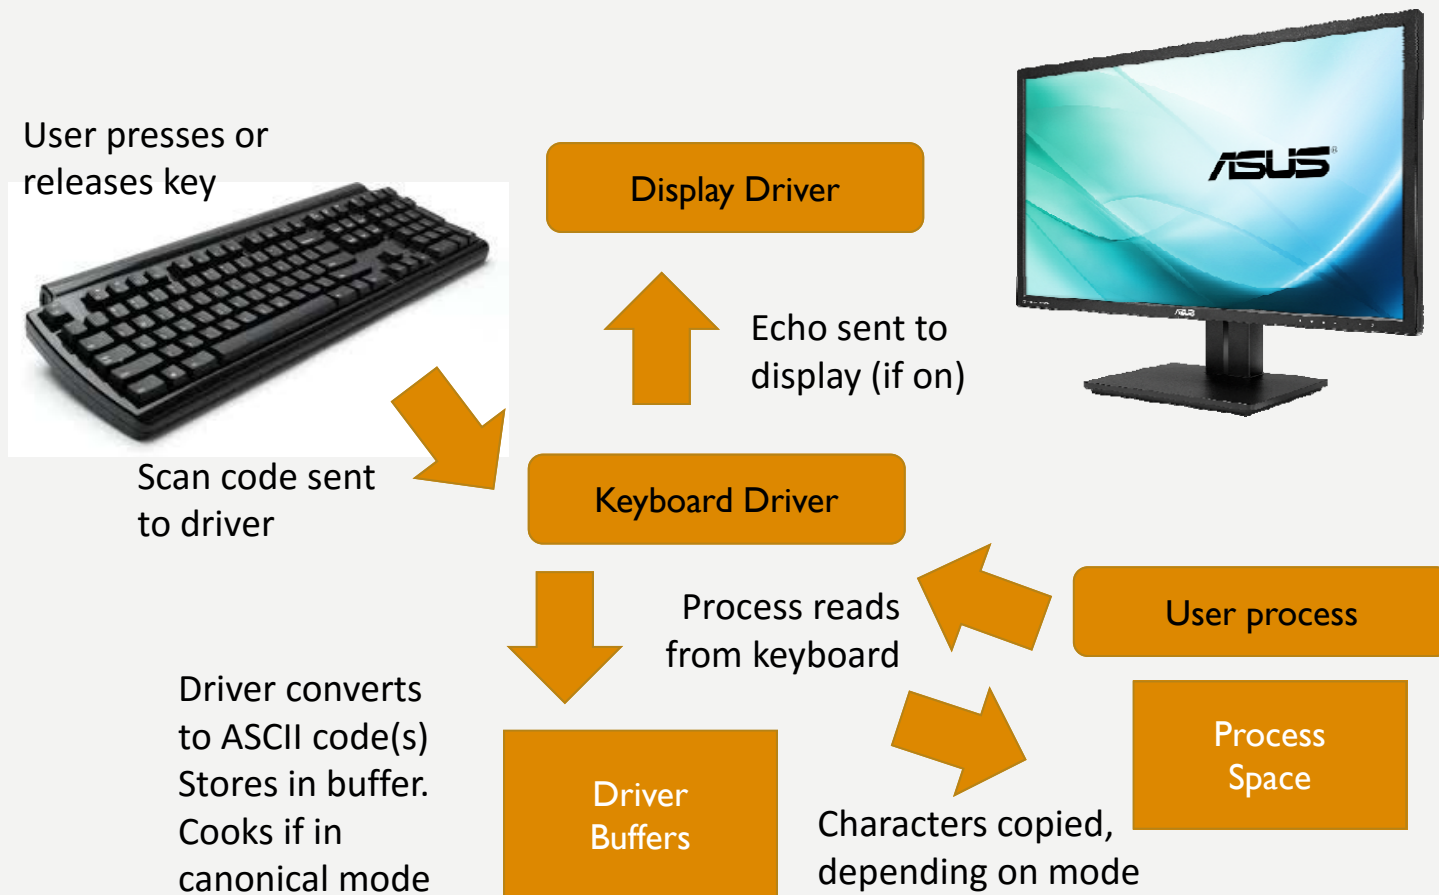 User presses or
releases key
Display Driver
ASUS
ASUS
Echo sent to
display (if on)
Scan code sent
to driver
Keyboard Driver
Process reads
from keyboard
User process
Driver converts
to ASCII code(s)
Stores in buffer.
Cooks if in
canonical mode
Driver
Buffers
Process
Space
Characters copied,
depending on mode